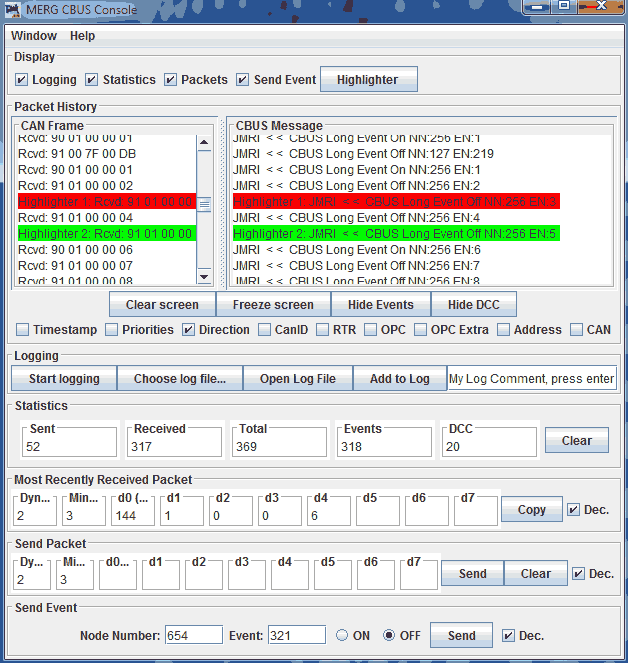 MERG CBUS Console
Window Help
Display
Logging Statistics Packets Send Event Highlighter
Packet History
CAN Frame
Rcvd: 90 01 00 00 01
Rcvd: 91 00 7F 00 DB
Rcvd: 90 01 00 00 01
Rcvd: 91 01 00 00 02
Highlighter 1: Rcvd: 91 01 00 00
Rcvd: 91 01 00 00 04
Highlighter 2: Rcvd: 91 01 00 00
Rcvd: 90 01 00 00 06
Rcvd: 91 01 00 00 07
Rcvd: 91 01 00 00 08
CBUS Message
JMRI << CBUS Long Event On NN:256 EN:1
JMRI << CBUS Long Event Off NN:127 EN:219
JMRI << CBUS Long Event On NN:256 EN:1
JMRI << CBUS Long Event Off NN:256 EN:2
Highlighter 1: JMRI << CBUS Long Event Off NN:256 EN:3
JMRI << CBUS Long Event Off NN:256 EN:4
Highlighter 2: JMRI << CBUS Long Event Off NN:256 EN:5
JMRI << CBUS Long Event On NN:256 EN:6
JMRI << CBUS Long Event Off NN:256 EN:7
JMRI << CBUS Long Event Off NN:256 EN:8
Clear screen Freeze screen Hide Events Hide DCC
Timestamp Priorities Direction CanID RTR OPC OPC Extra Address CAN
Logging
Start logging Choose log file... Open Log File Add to Log My Log Comment, press enter
Statistics
Sent Received Total Events DCC
52 317 369 318 20 Clear
Most Recently Received Packet
Dyn... Min... d0 (... d1 d2 d3 d4 d5 d6 d7
2 3 144 1 0 0 6 Copy Dec.
Send Packet
Dy... Mi... d0... d1 d2 d3 d4 d5 d6 d7
2 3 Send Clear Dec.
Send Event
Node Number: 654 Event: 321 ON OFF Send Dec.